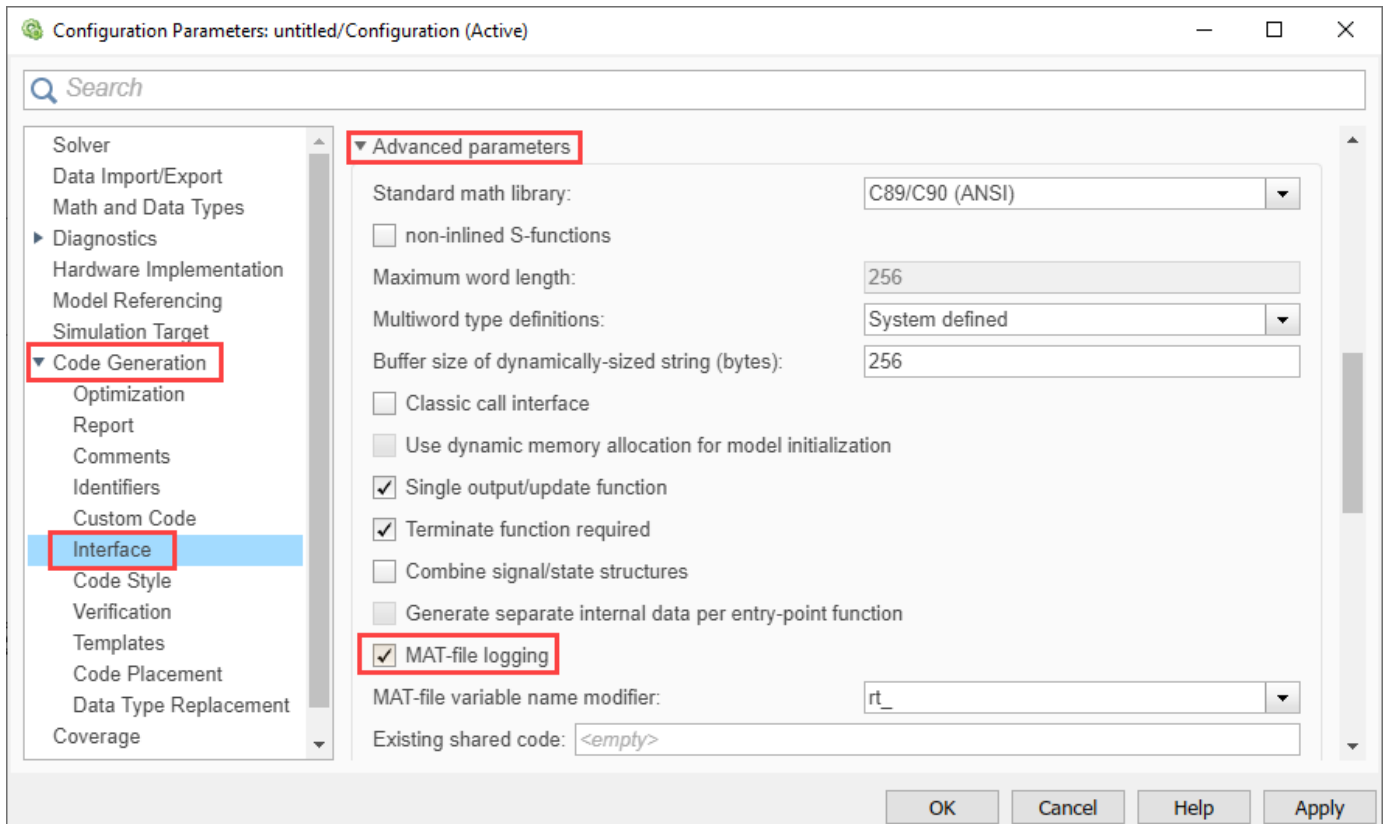 Configuration Parameters: untitled/Configuration (Active)
Search
Solver
Data Import/Export
Math and Data Types
Diagnostics
Hardware Implementation
Model Referencing
Simulation Target
Code Generation
Optimization
Report
Comments
Identifiers
Custom Code
Interface
Code Style
Verification
Templates
Code Placement
Data Type Replacement
Coverage
Advanced parameters
Standard math library: C89/C90 (ANSI)
non-inlined S-functions
Maximum word length: 256
Multiword type definitions: System defined
Buffer size of dynamically-sized string (bytes): 256
Classic call interface
Use dynamic memory allocation for model initialization
Single output/update function
Terminate function required
Combine signal/state structures
Generate separate internal data per entry-point function
MAT-file logging
MAT-file variable name modifier: rt_
Existing shared code: <empty>
OK Cancel Help Apply